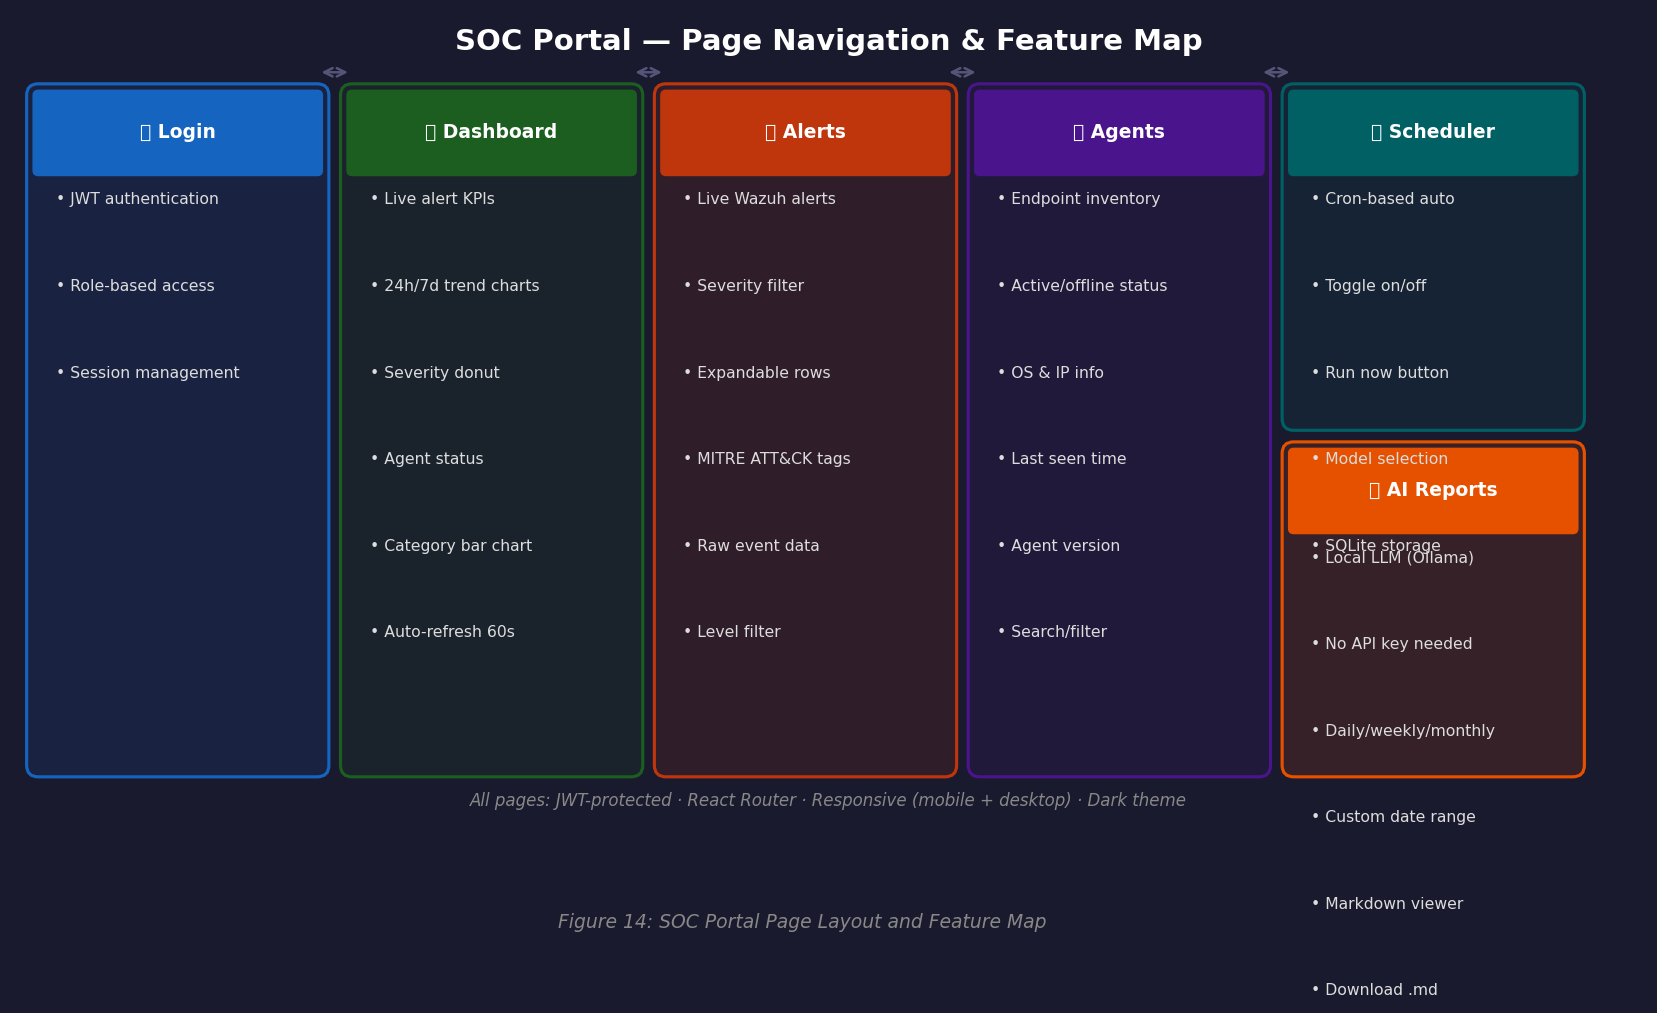 SOC Portal — Page Navigation & Feature Map
Login
• JWT authentication
• Role-based access
• Session management
Dashboard
• Live alert KPIs
• 24h/7d trend charts
• Severity donut
• Agent status
• Category bar chart
• Auto-refresh 60s
Alerts
• Live Wazuh alerts
• Severity filter
• Expandable rows
• MITRE ATT&CK tags
• Raw event data
• Level filter
Agents
• Endpoint inventory
• Active/offline status
• OS & IP info
• Last seen time
• Agent version
• Search/filter
Scheduler
• Cron-based auto
• Toggle on/off
• Run now button
• Model selection
• SQLite storage
AI Reports
• Local LLM (Ollama)
• No API key needed
• Daily/weekly/monthly
• Custom date range
• Markdown viewer
• Download .md
All pages: JWT-protected · React Router · Responsive (mobile + desktop) · Dark theme
Figure 14: SOC Portal Page Layout and Feature Map